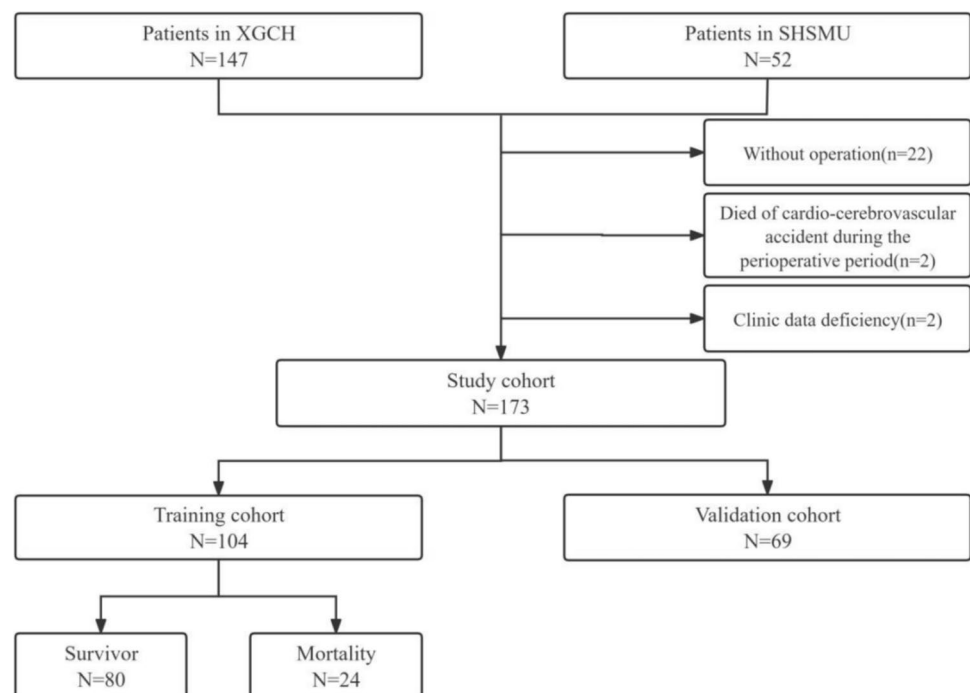 Patients in XGCH
N=147
Patients in SHSMU
N=52
Without operation(n=22)
Died of cardio-cerebrovascular
accident during the
perioperative period(n=2)
Clinic data deficiency(n=2)
Study cohort
N=173
Training cohort
N=104
Validation cohort
N=69
Survivor
N=80
Mortality
N=24